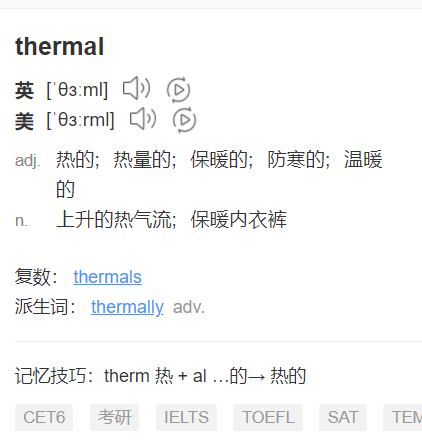 thermal
英 [ˈθɜːml]
美 [ˈθɜːrml]
adj. 热的；热量的；保暖的；防寒的；温暖
的
n. 上升的热气流；保暖内衣裤
复数： thermals
派生词： thermally adv.
记忆技巧：therm 热 + al …的→ 热的
CET6 考研 IELTS TOEFL SAT TEM